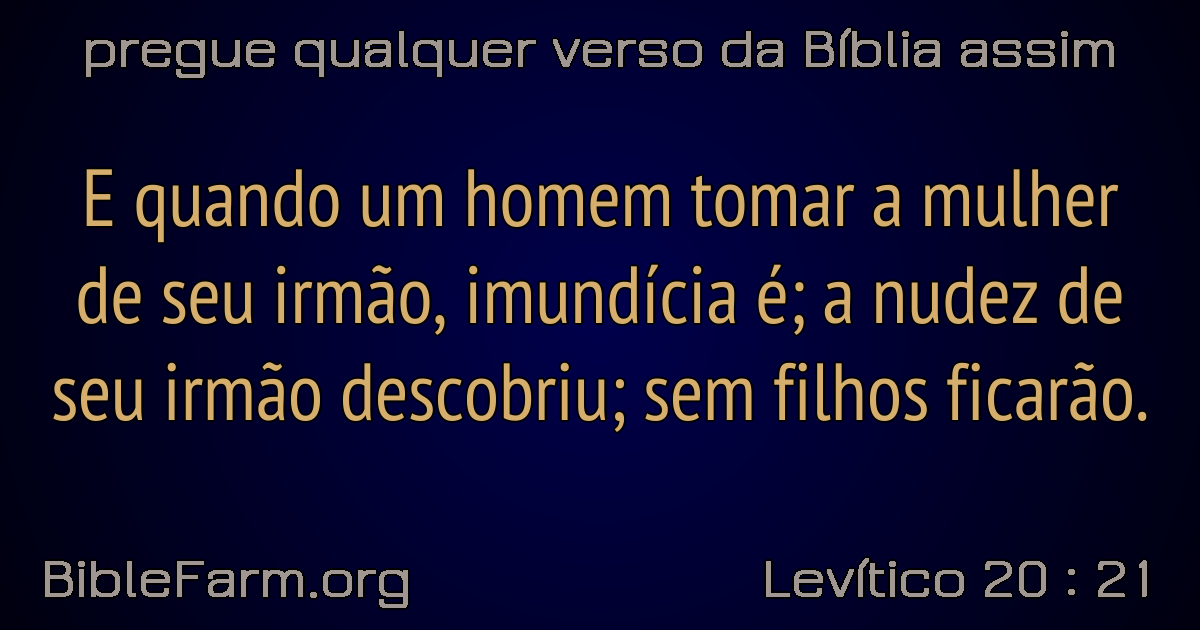 pregue qualquer verso da Bíblia assim
E quando um homem tomar a mulher
de seu irmão, imundícia é; a nudez de
seu irmão descobriu; sem filhos ficarão.
BibleFarm.org
Levítico 20 : 21